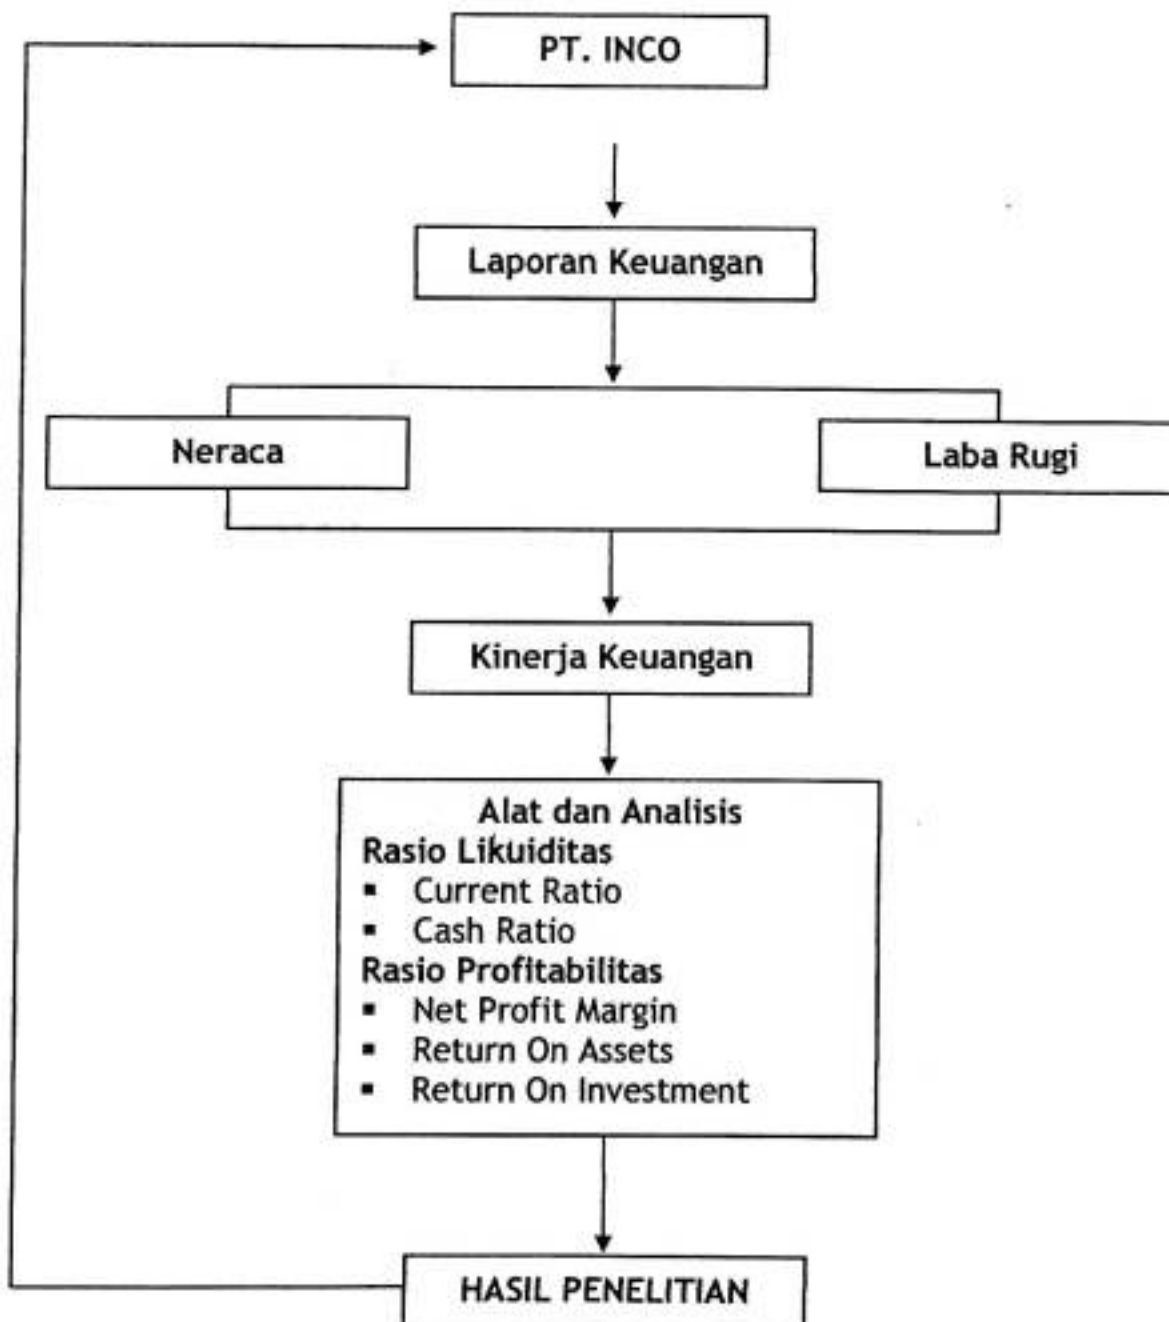 PT. INCO
Laporan Keuangan
Neraca
Laba Rugi
Kinerja Keuangan
Alat dan Analisis
Rasio Likuiditas
▪ Current Ratio
▪ Cash Ratio
Rasio Profitabilitas
▪ Net Profit Margin
▪ Return On Assets
▪ Return On Investment
HASIL PENELITIAN